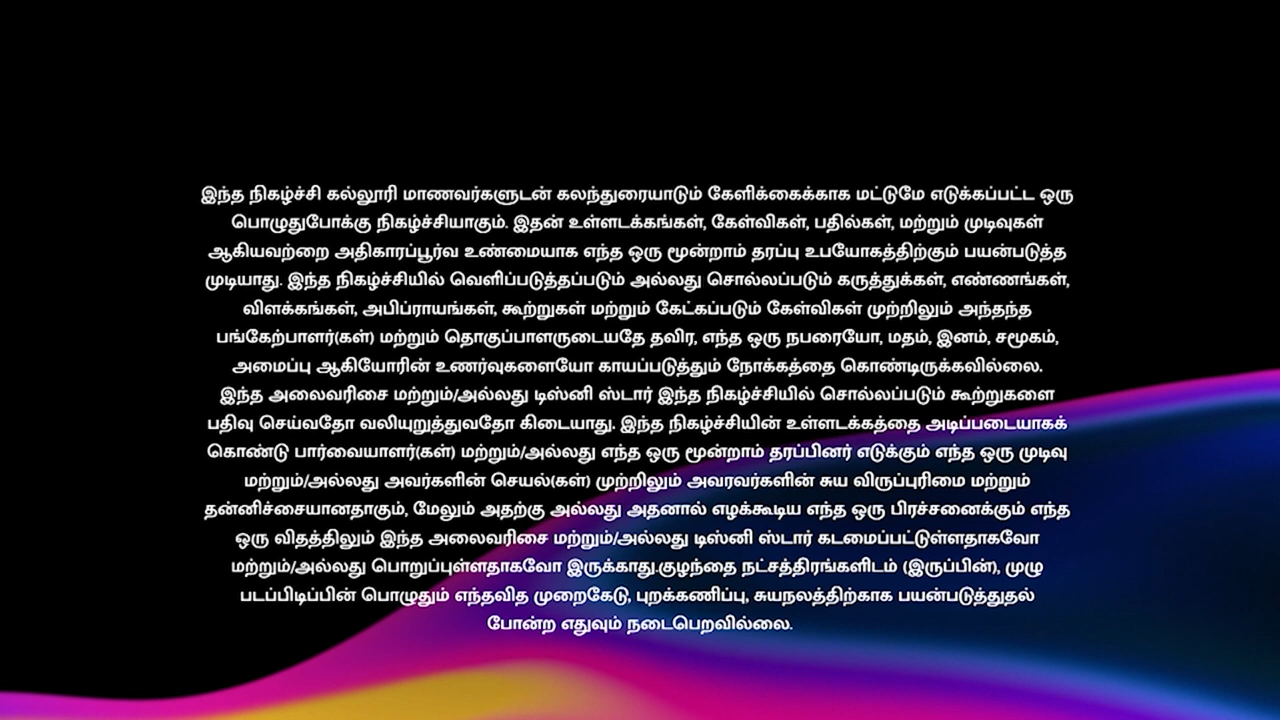 இந்த நிகழ்ச்சி கல்லூரி மாணவர்களுடன் கலந்துரையாடும் கேளிக்கைக்காக மட்டுமே எடுக்கப்பட்ட ஒரு
பொழுதுபோக்கு நிகழ்ச்சியாகும். இதன் உள்ளடக்கங்கள், கேள்விகள், பதில்கள், மற்றும் முடிவுகள்
ஆகியவற்றை அதிகாரப்பூர்வ உண்மையாக எந்த ஒரு மூன்றாம் தரப்பு உபயோகத்திற்கும் பயன்படுத்த
முடியாது. இந்த நிகழ்ச்சியில் வெளிப்படுத்தப்படும் அல்லது சொல்லப்படும் கருத்துக்கள், எண்ணங்கள்,
விளக்கங்கள், அபிப்ராயங்கள், கூற்றுகள் மற்றும் கேட்கப்படும் கேள்விகள் முற்றிலும் அந்தந்த
பங்கேற்பாளர்(கள்) மற்றும் தொகுப்பாளருடையதே தவிர, எந்த ஒரு நபரையோ, மதம், இனம், சமூகம்,
அமைப்பு ஆகியோரின் உணர்வுகளையோ காயப்படுத்தும் நோக்கத்தை கொண்டிருக்கவில்லை.
இந்த அலைவரிசை மற்றும்/அல்லது டிஸ்னி ஸ்டார் இந்த நிகழ்ச்சியில் சொல்லப்படும் கூற்றுகளை
பதிவு செய்வதோ வலியுறுத்துவதோ கிடையாது. இந்த நிகழ்ச்சியின் உள்ளடக்கத்தை அடிப்படையாகக்
கொண்டு பார்வையாளர்(கள்) மற்றும்/அல்லது எந்த ஒரு மூன்றாம் தரப்பினர் எடுக்கும் எந்த ஒரு முடிவு
மற்றும்/அல்லது அவர்களின் செயல்(கள்) முற்றிலும் அவரவர்களின் சுய விருப்புரிமை மற்றும்
தன்னிச்சையானதாகும், மேலும் அதற்கு அல்லது அதனால் எழக்கூடிய எந்த ஒரு பிரச்சனைக்கும் எந்த
ஒரு விதத்திலும் இந்த அலைவரிசை மற்றும்/அல்லது டிஸ்னி ஸ்டார் கடமைப்பட்டுள்ளதாகவோ
மற்றும்/அல்லது பொறுப்புள்ளதாகவோ இருக்காது.குழந்தை நட்சத்திரங்களிடம் (இருப்பின்), முழு
படப்பிடிப்பின் பொழுதும் எந்தவித முறைகேடு, புறக்கணிப்பு, சுயநலத்திற்காக பயன்படுத்துதல்
போன்ற எதுவும் நடைபெறவில்லை.